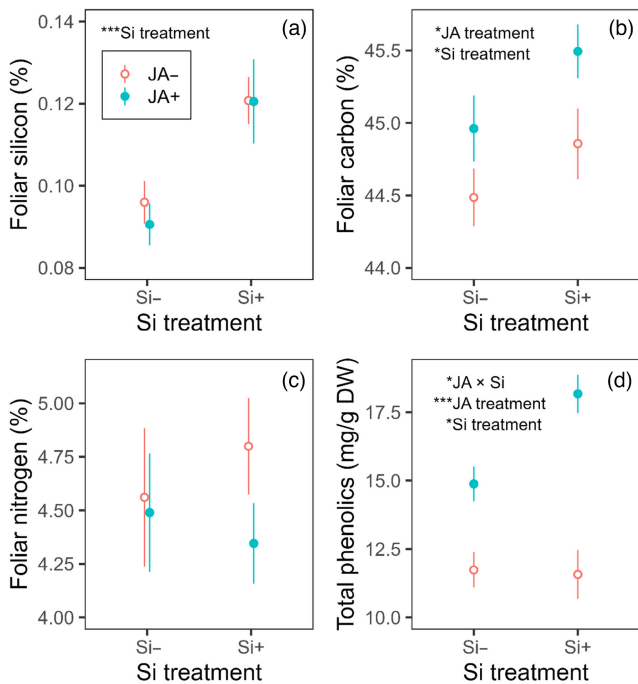 (a)
***Si treatment
JA–
JA+
Foliar silicon (%)
0.14
0.12
0.10
0.08
Si–
Si+
Si treatment
(b)
*JA treatment
*Si treatment
Foliar carbon (%)
45.5
45.0
44.5
44.0
Si–
Si+
Si treatment
(c)
Foliar nitrogen (%)
5.00
4.75
4.50
4.25
4.00
Si–
Si+
Si treatment
(d)
*JA × Si
***JA treatment
*Si treatment
Total phenolics (mg/g DW)
17.5
15.0
12.5
10.0
Si–
Si+
Si treatment